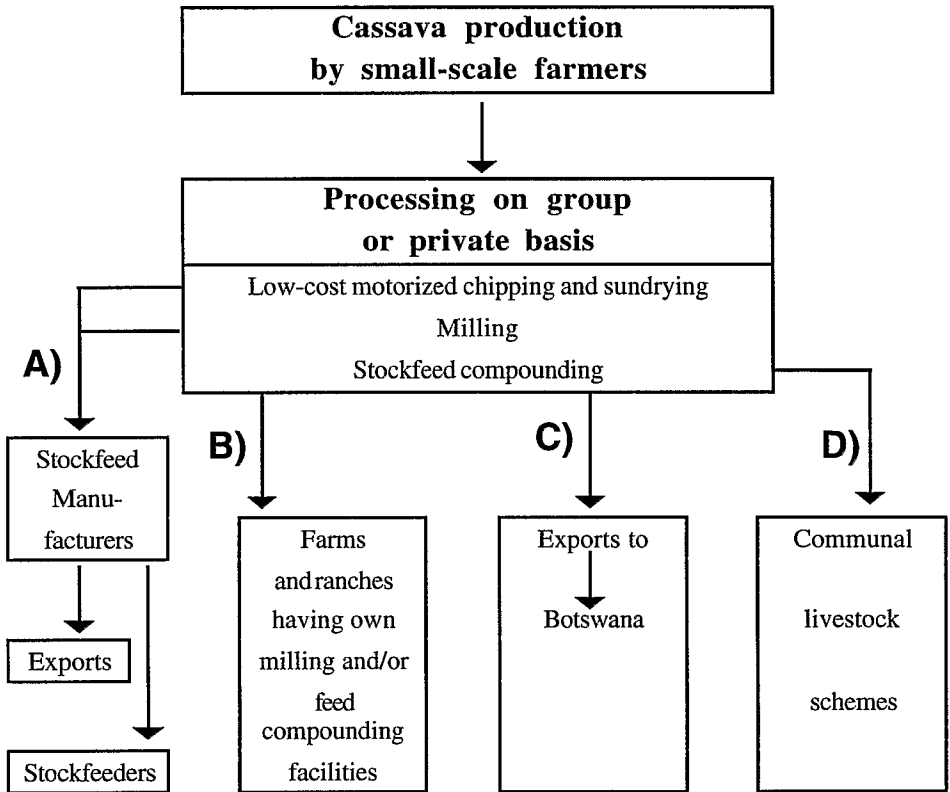 Cassava production
by small-scale farmers
Processing on group
or private basis
Low-cost motorized chipping and sundrying
Milling
Stockfeed compounding
A)
Stockfeed
Manu-
facturers
Exports
Stockfeeders
B)
Farms
and ranches
having own
milling and/or
feed
compounding
facilities
C)
Exports to
Botswana
D)
Communal
livestock
schemes